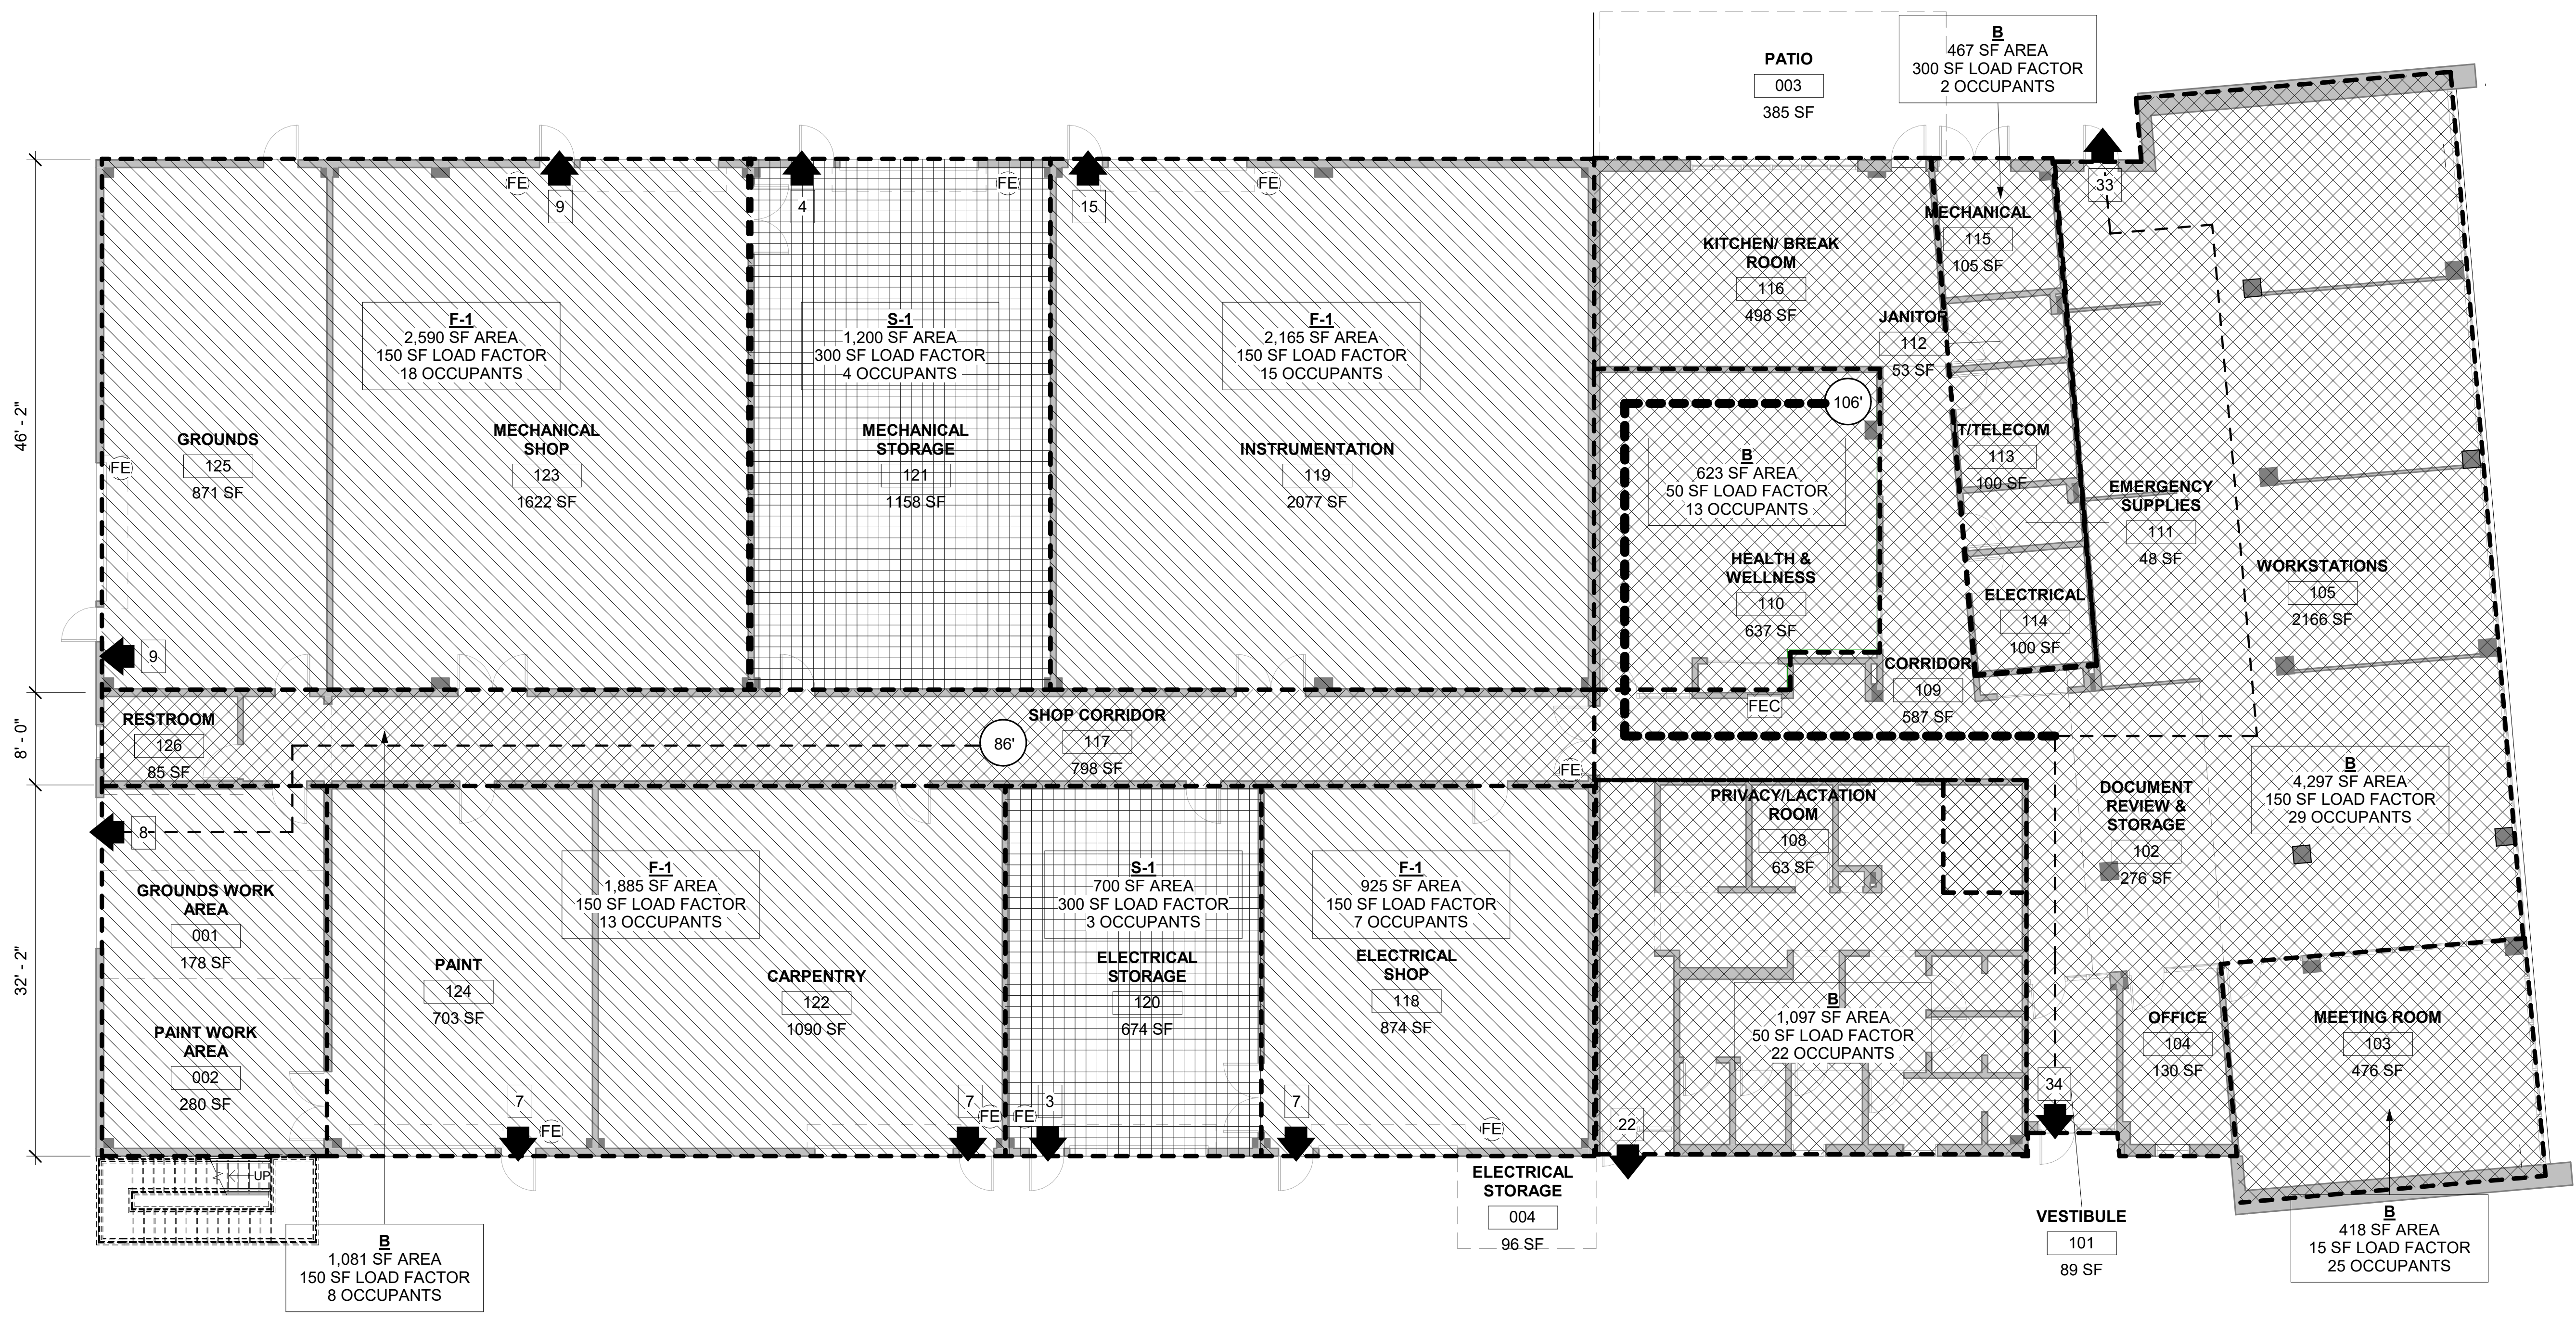 PATIO
003
385 SF
B
467 SF AREA
300 SF LOAD FACTOR
2 OCCUPANTS
FE
9
4
FE
15
FE
33
46' - 2"
8' - 0"
32' - 2"
F-1
2,590 SF AREA
150 SF LOAD FACTOR
18 OCCUPANTS
S-1
1,200 SF AREA
300 SF LOAD FACTOR
4 OCCUPANTS
F-1
2,165 SF AREA
150 SF LOAD FACTOR
15 OCCUPANTS
KITCHEN/ BREAK
ROOM
116
498 SF
MECHANICAL
115
105 SF
JANITOR
112
53 SF
106'
GROUNDS
125
871 SF
FE
MECHANICAL
SHOP
123
1622 SF
MECHANICAL
STORAGE
121
1158 SF
INSTRUMENTATION
119
2077 SF
B
623 SF AREA
50 SF LOAD FACTOR
13 OCCUPANTS
HEALTH &
WELLNESS
110
637 SF
T/TELECOM
113
100 SF
EMERGENCY
SUPPLIES
111
48 SF
WORKSTATIONS
105
2166 SF
ELECTRICAL
114
100 SF
9
CORRIDOR
109
587 SF
FEC
RESTROOM
126
85 SF
86'
SHOP CORRIDOR
117
798 SF
FE
8
B
4,297 SF AREA
150 SF LOAD FACTOR
29 OCCUPANTS
DOCUMENT
REVIEW &
STORAGE
102
276 SF
PRIVACY/LACTATION
ROOM
108
63 SF
F-1
1,885 SF AREA
150 SF LOAD FACTOR
13 OCCUPANTS
S-1
700 SF AREA
300 SF LOAD FACTOR
3 OCCUPANTS
F-1
925 SF AREA
150 SF LOAD FACTOR
7 OCCUPANTS
GROUNDS WORK
AREA
001
178 SF
PAINT
124
703 SF
CARPENTRY
122
1090 SF
ELECTRICAL
STORAGE
120
674 SF
ELECTRICAL
SHOP
118
874 SF
B
1,097 SF AREA
50 SF LOAD FACTOR
22 OCCUPANTS
OFFICE
104
130 SF
MEETING ROOM
103
476 SF
PAINT WORK
AREA
002
280 SF
7
FE
7
FE
FE
3
7
FE
22
34
UP
ELECTRICAL
STORAGE
004
96 SF
VESTIBULE
101
89 SF
B
418 SF AREA
15 SF LOAD FACTOR
25 OCCUPANTS
B
1,081 SF AREA
150 SF LOAD FACTOR
8 OCCUPANTS